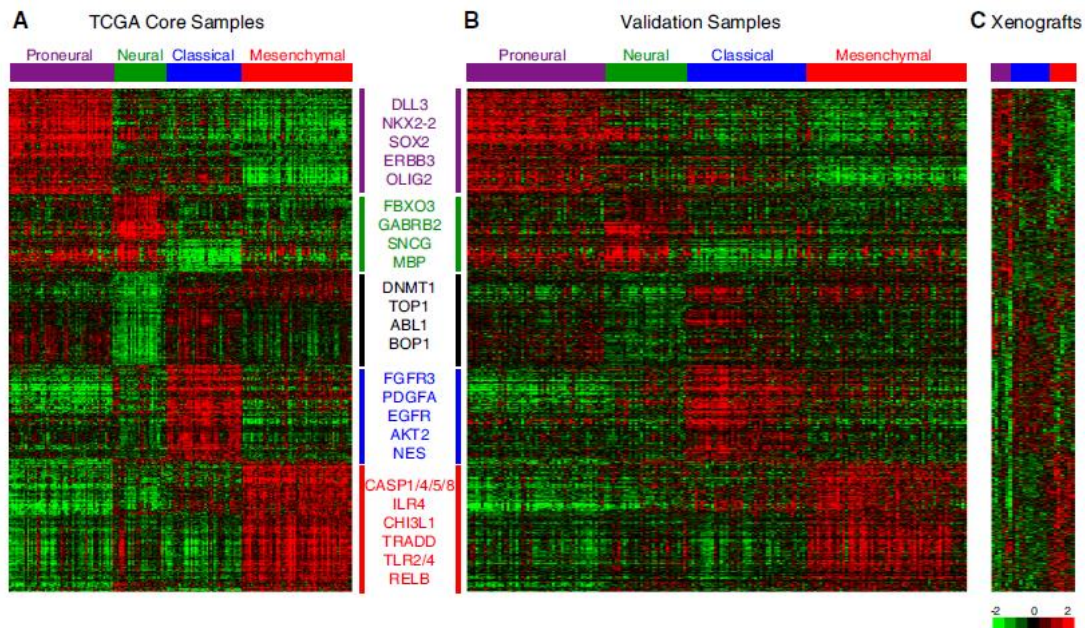 A TCGA Core Samples
Proneural Neural Classical Mesenchymal
B Validation Samples
Proneural Neural Classical Mesenchymal
C Xenografts
DLL3
NKX2-2
SOX2
ERBB3
OLIG2
FBXO3
GABRB2
SNCG
MBP
DNMT1
TOP1
ABL1
BOP1
FGFR3
PDGFA
EGFR
AKT2
NES
CASP1/4/5/8
ILR4
CHI3L1
TRADD
TLR2/4
RELB
-2 0 2